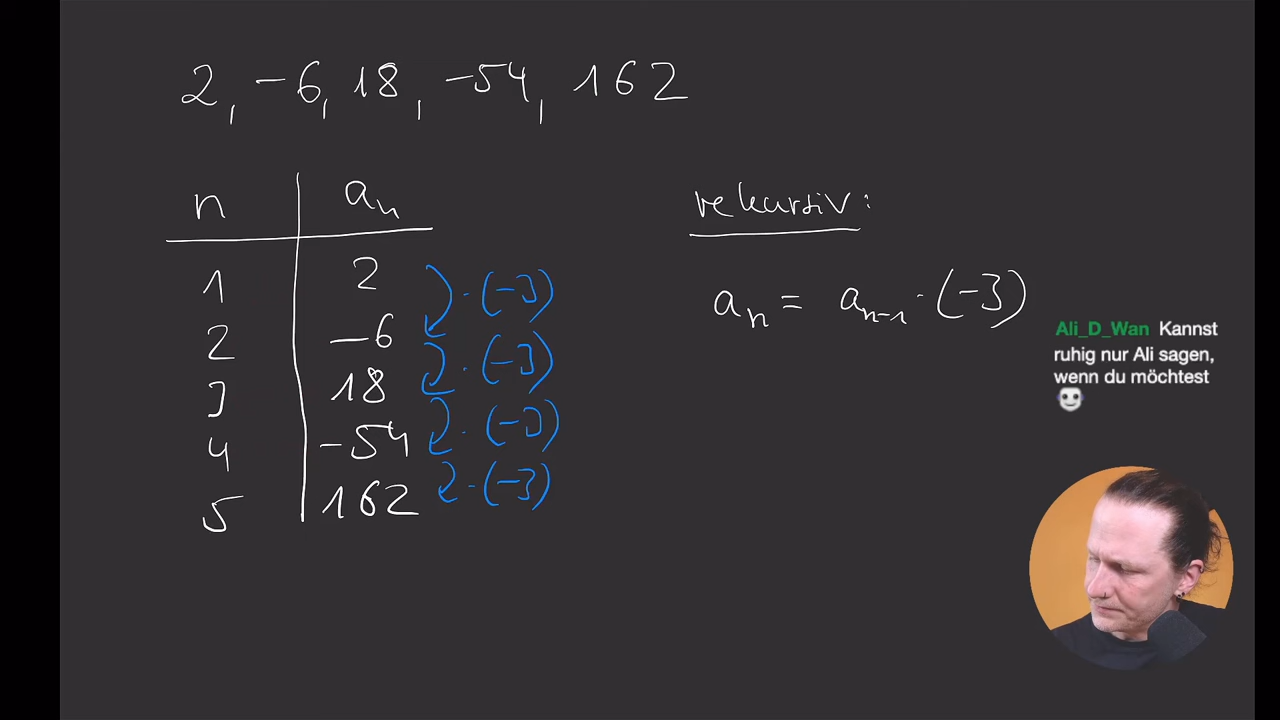 2, -6, 18, -54, 162
n aₙ
1 2
2 -6
3 18
4 -54
5 162
· (-3)
· (-3)
· (-3)
· (-3)
rekursiv:
aₙ = aₙ₋₁ · (-3)
Ali_D_Wan Kannst
ruhig nur Ali sagen,
wenn du möchtest